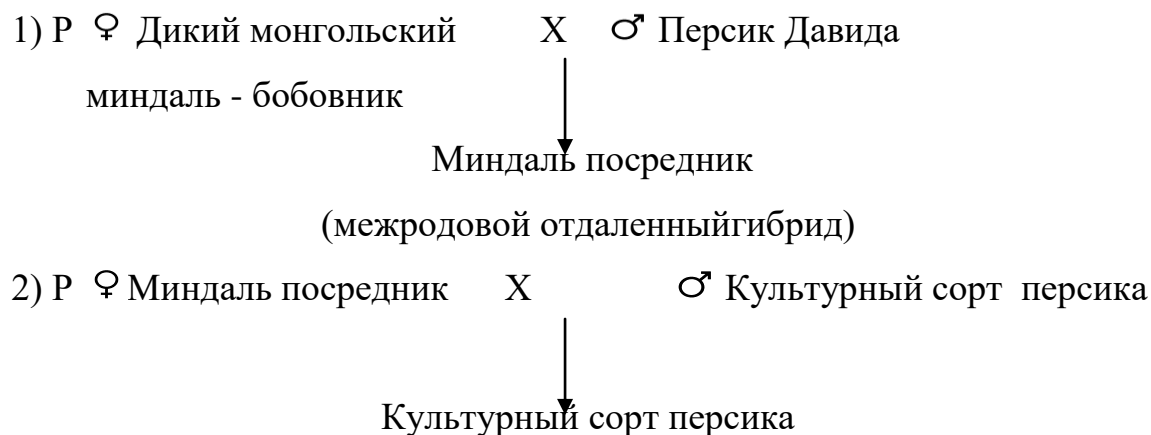 1) Р ♀ Дикий монгольский Х ♂ Персик Давида
миндаль - бобовник
Миндаль посредник
(межродовой отдаленныйгибрид)
2) Р ♀ Миндаль посредник Х ♂ Культурный сорт персика
Культурный сорт персика